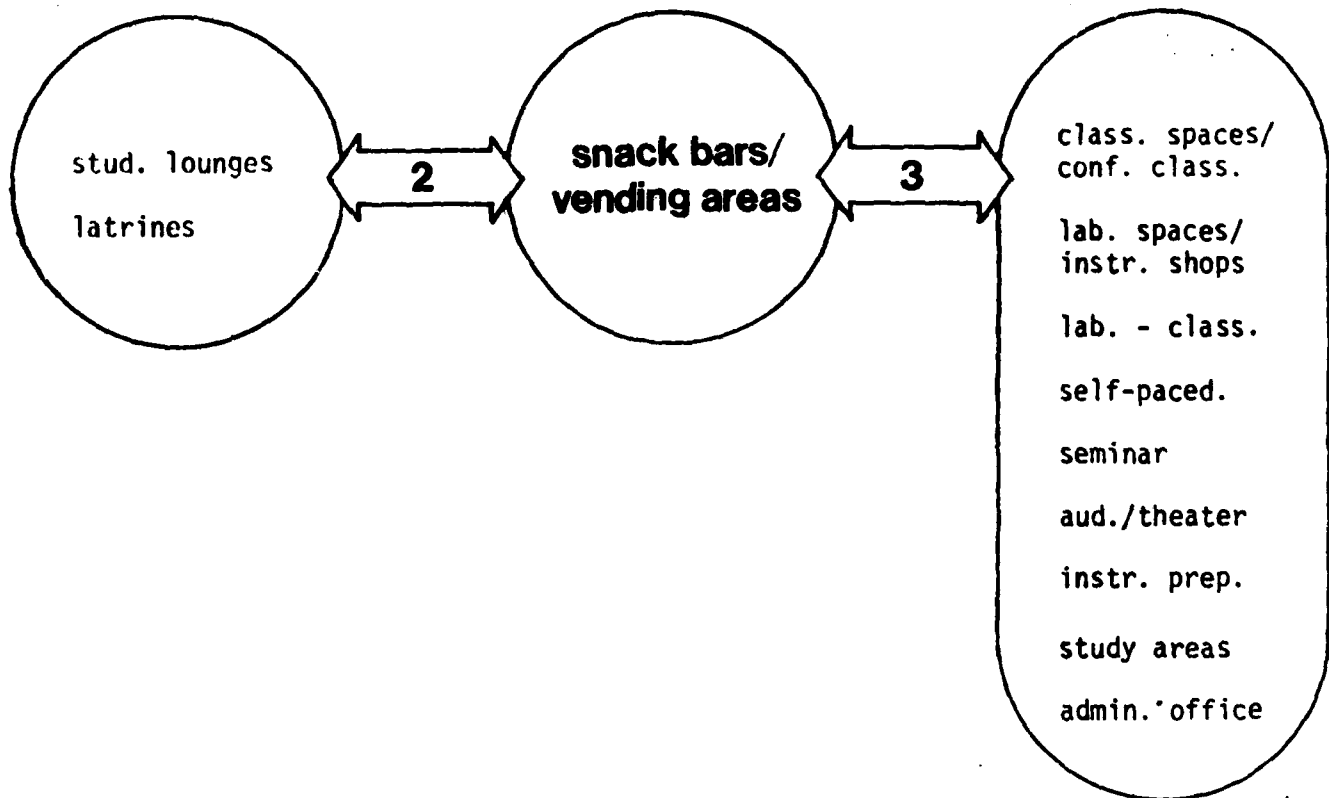 stud. lounges
latrines
2
snack bars/
vending areas
3
class. spaces/
conf. class.
lab. spaces/
instr. shops
lab. - class.
self-paced.
seminar
aud./theater
instr. prep.
study areas
admin. office